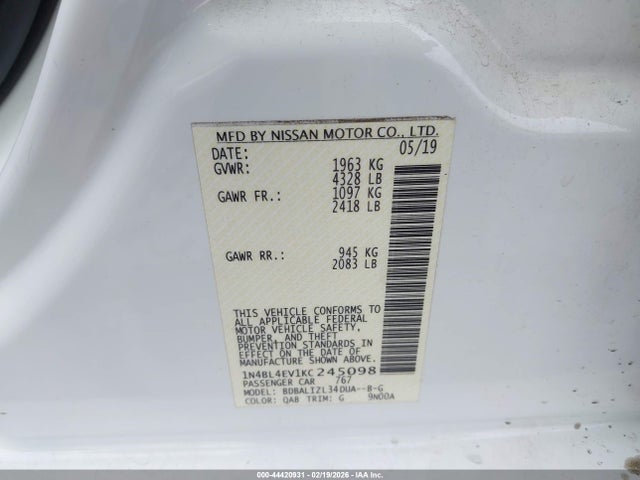 MFD BY NISSAN MOTOR CO., LTD.
DATE: 05/19
GVWR: 1963 KG
4328 LB
GAWR FR.: 1097 KG
2418 LB
GAWR RR.: 945 KG
2083 LB
THIS VEHICLE CONFORMS TO
ALL APPLICABLE FEDERAL
MOTOR VEHICLE SAFETY,
BUMPER, AND THEFT
PREVENTION STANDARDS
IN EFFECT ON THE DATE OF
MANUFACTURE SHOWN ABOVE.
1N4BL4EV1KC245098
PASSENGER CAR 767
MODEL: BDBALTZL34DUA--8-G
COLOR: QAB TRIM: G 9N00A
000-44420931 - 02/19/2026 - IAAI.COM